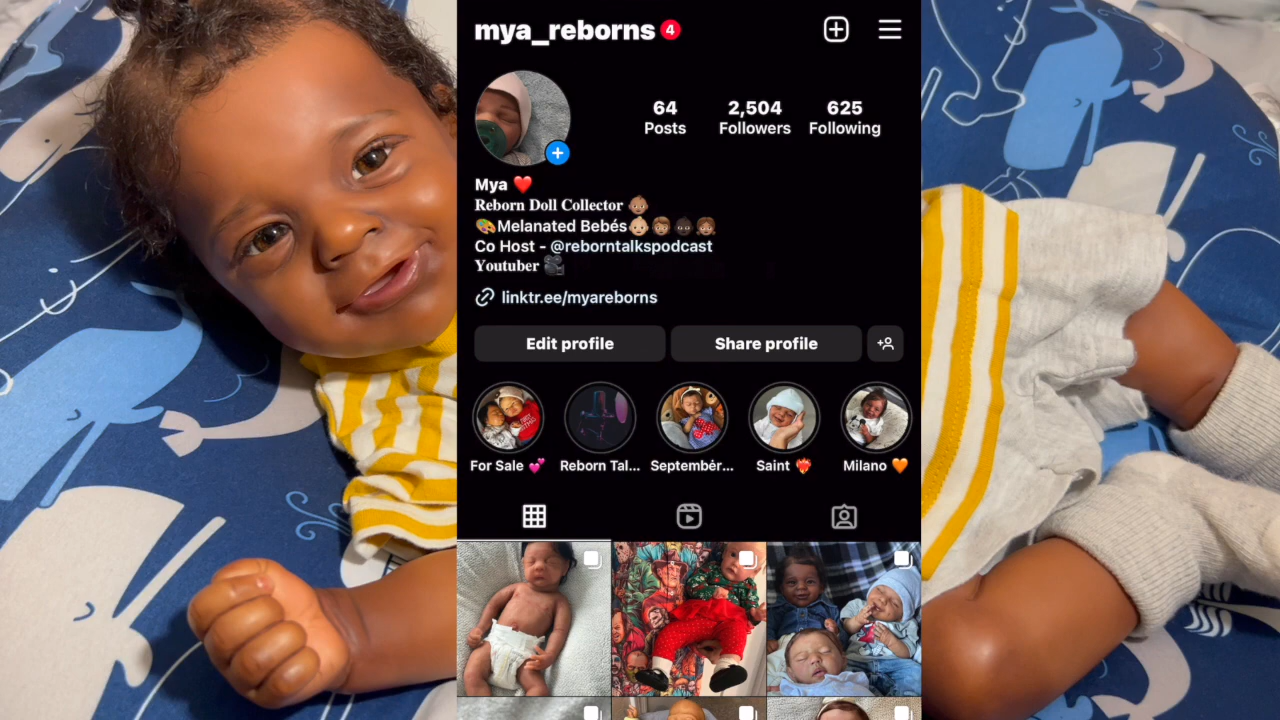 mya_reborns 4
64 2,504 625
Posts Followers Following
Mya ❤️
Reborn Doll Collector 👶🏽
🎨Melanated Bebés👶🏼👦🏽👶🏿👧🏽
Co Host - @reborntalkspodcast
Youtuber 🎥
linktr.ee/myareborns
Edit profile Share profile
For Sale 💕 Reborn Tal... Septembér... Saint ❤️‍🔥 Milano 🧡